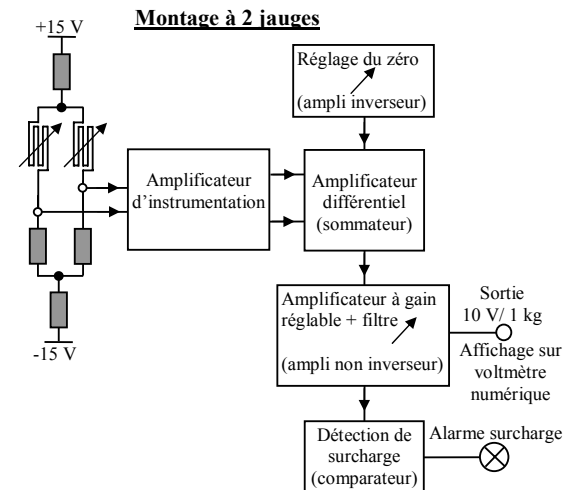 Montage à 2 jauges
+15 V
-15 V
Réglage du zéro
(ampli inverseur)
Amplificateur
d'instrumentation
Amplificateur
différentiel
(sommateur)
Amplificateur à gain
réglable + filtre
(ampli non inverseur)
Sortie
10 V/ 1 kg
Affichage sur
voltmètre
numérique
Détection de
surcharge
(comparateur)
Alarme surcharge